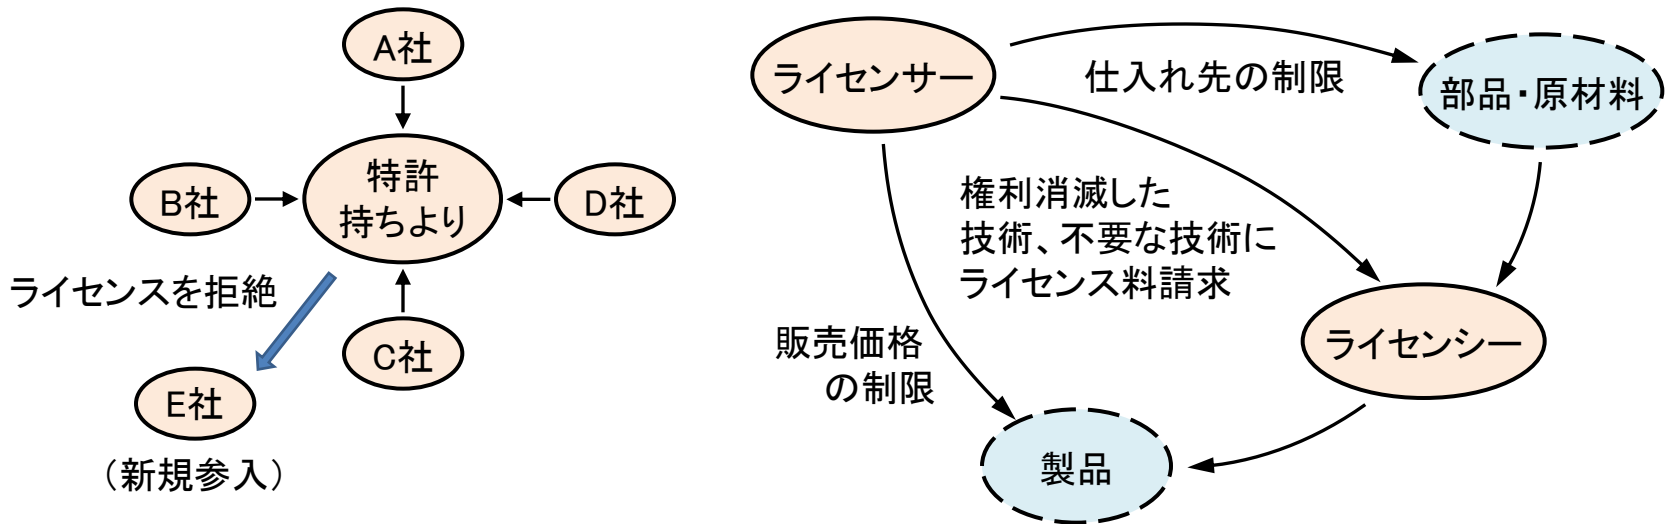 A社
B社
特許
持ちより
D社
ライセンスを拒絶
C社
E社
（新規参入）
ライセンサー
仕入れ先の制限
部品・原材料
権利消滅した
技術、不要な技術に
ライセンス料請求
販売価格
の制限
ライセンシー
製品